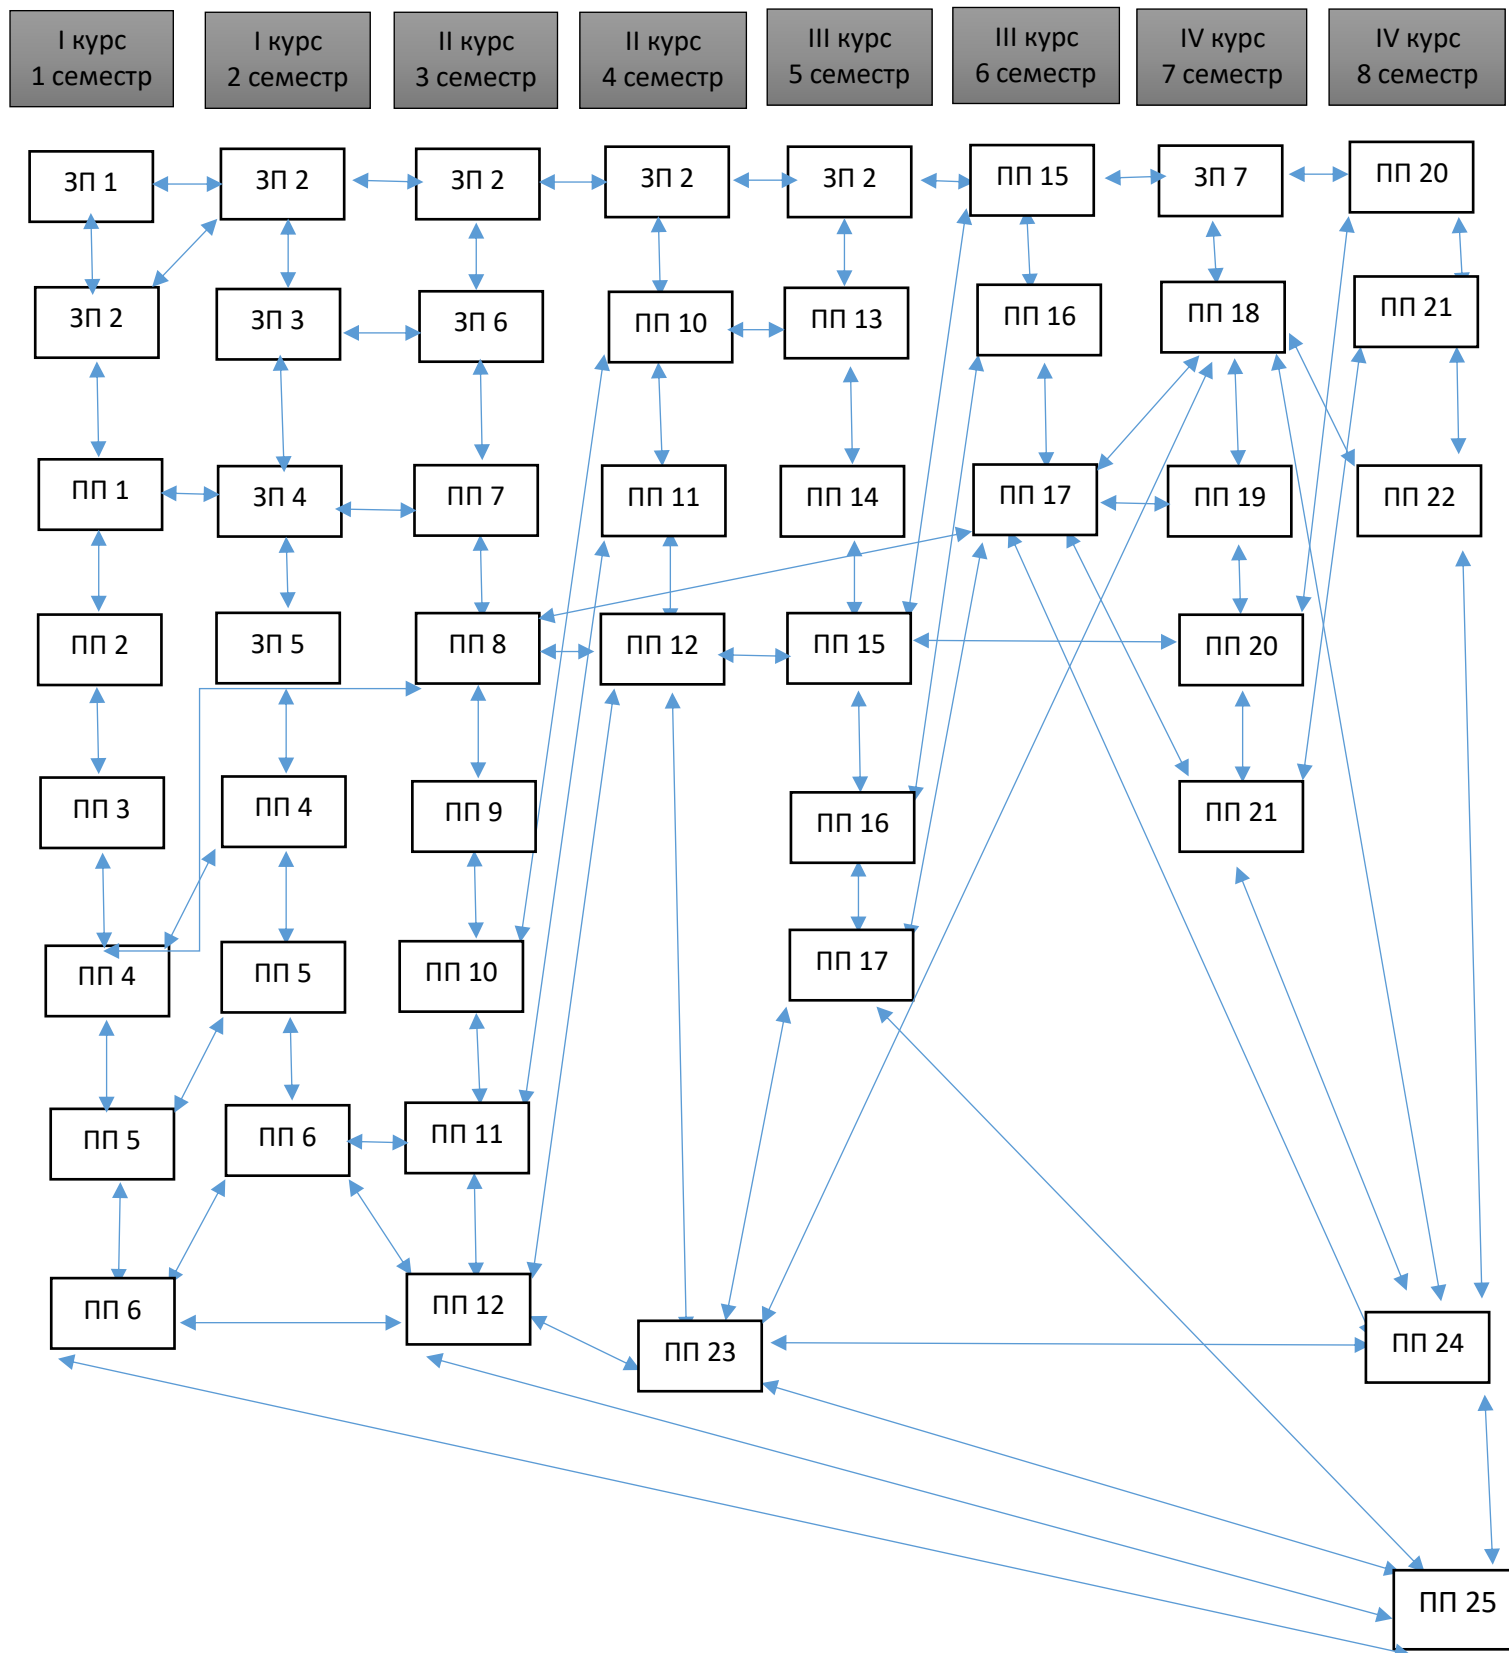 I курс
1 семестр
I курс
2 семестр
II курс
3 семестр
II курс
4 семестр
III курс
5 семестр
III курс
6 семестр
IV курс
7 семестр
IV курс
8 семестр
ЗП 1
ЗП 2
ЗП 2
ЗП 2
ЗП 2
ПП 15
ЗП 7
ПП 20
ЗП 2
ЗП 3
ЗП 6
ПП 10
ПП 13
ПП 16
ПП 18
ПП 21
ПП 1
ЗП 4
ПП 7
ПП 11
ПП 14
ПП 17
ПП 19
ПП 22
ПП 2
ЗП 5
ПП 8
ПП 12
ПП 15
ПП 20
ПП 3
ПП 4
ПП 9
ПП 16
ПП 21
ПП 4
ПП 5
ПП 10
ПП 17
ПП 5
ПП 6
ПП 11
ПП 6
ПП 12
ПП 23
ПП 24
ПП 25